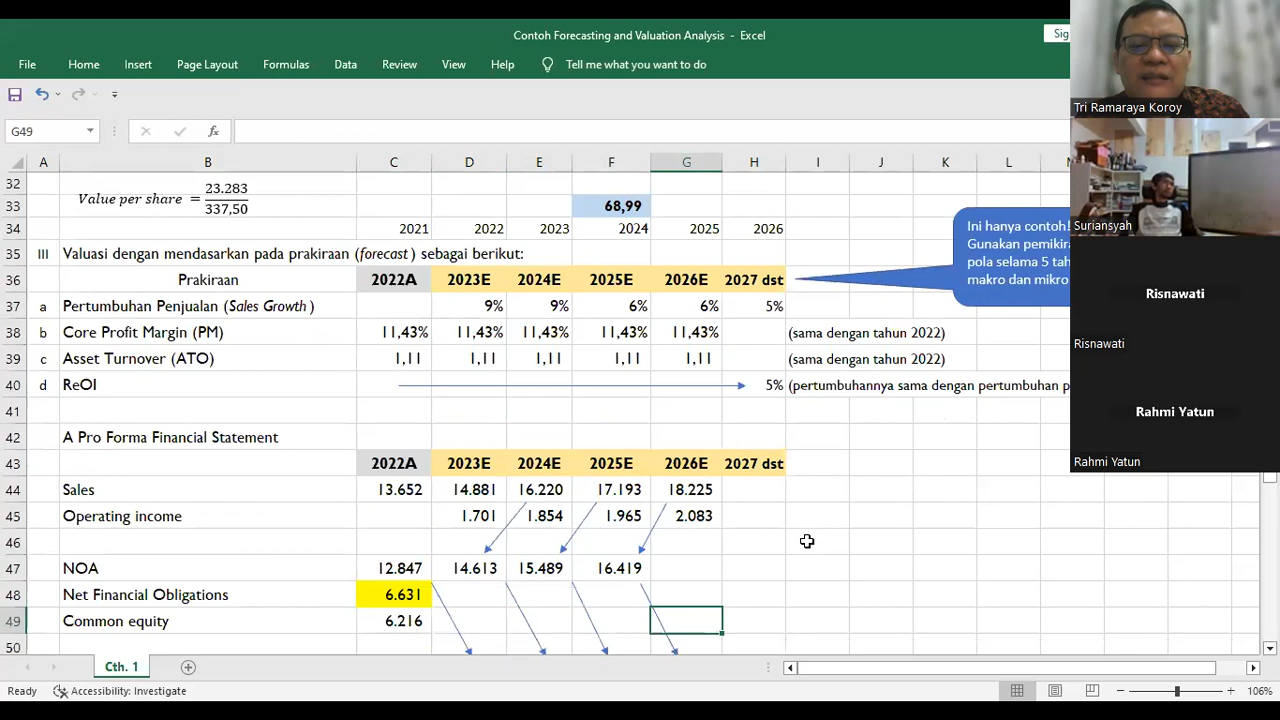 Contoh Forecasting and Valuation Analysis - Excel
Sig
File Home Insert Page Layout Formulas Data Review View Help Tell me what you want to do
G49 fx
A B C D E F G H I J K L
32
33 Value per share = 23.283 / 337,50 68,99
34 2021 2022 2023 2024 2025 2026
35 III Valuasi dengan mendasarkan pada prakiraan (forecast) sebagai berikut:
36 Prakiraan 2022A 2023E 2024E 2025E 2026E 2027 dst
37 a Pertumbuhan Penjualan (Sales Growth) 9% 9% 6% 6% 5%
38 b Core Profit Margin (PM) 11,43% 11,43% 11,43% 11,43% 11,43% (sama dengan tahun 2022)
39 c Asset Turnover (ATO) 1,11 1,11 1,11 1,11 1,11 (sama dengan tahun 2022)
40 d ReOI 5% (pertumbuhannya sama dengan pertumbuhan p
41
42 A Pro Forma Financial Statement
43 2022A 2023E 2024E 2025E 2026E 2027 dst
44 Sales 13.652 14.881 16.220 17.193 18.225
45 Operating income 1.701 1.854 1.965 2.083
46
47 NOA 12.847 14.613 15.489 16.419
48 Net Financial Obligations 6.631
49 Common equity 6.216
50
Ini hanya contoh!
Gunakan pemikira
pola selama 5 tah
makro dan mikro
Tri Ramaraya Koroy
Suriansyah
Risnawati
Risnawati
Rahmi Yatun
Rahmi Yatun
Cth. 1
Ready Accessibility: Investigate 106%